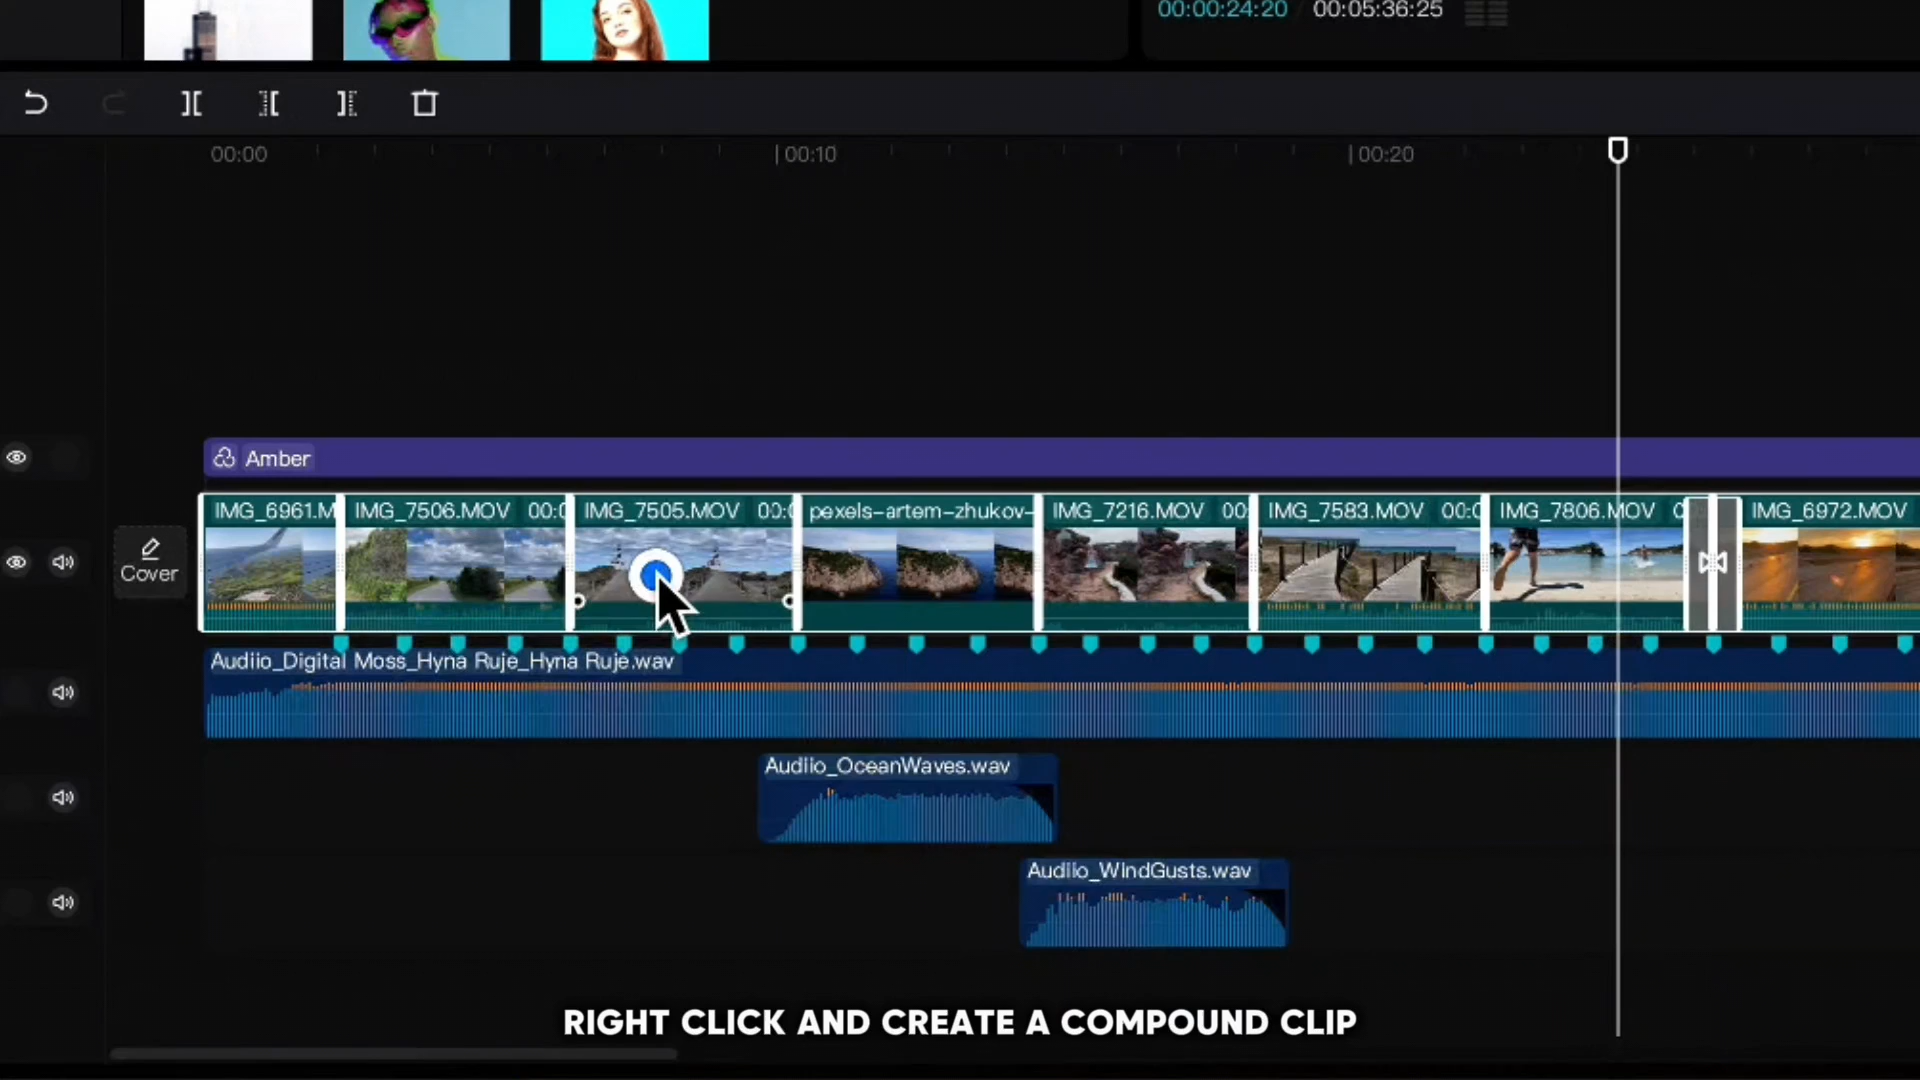 00:00:24:20 / 00:05:36:25
00:00 |00:10 |00:20
Amber
IMG_6961.M IMG_7506.MOV 00:0 IMG_7505.MOV 00:0 pexels-artem-zhukov- IMG_7216.MOV 00 IMG_7583.MOV 00:0 IMG_7806.MOV 0 IMG_6972.MOV
Cover
Audiio_Digital Moss_Hyna Ruje_Hyna Ruje.wav
Audiio_OceanWaves.wav
Audiio_WindGusts.wav
RIGHT CLICK AND CREATE A COMPOUND CLIP